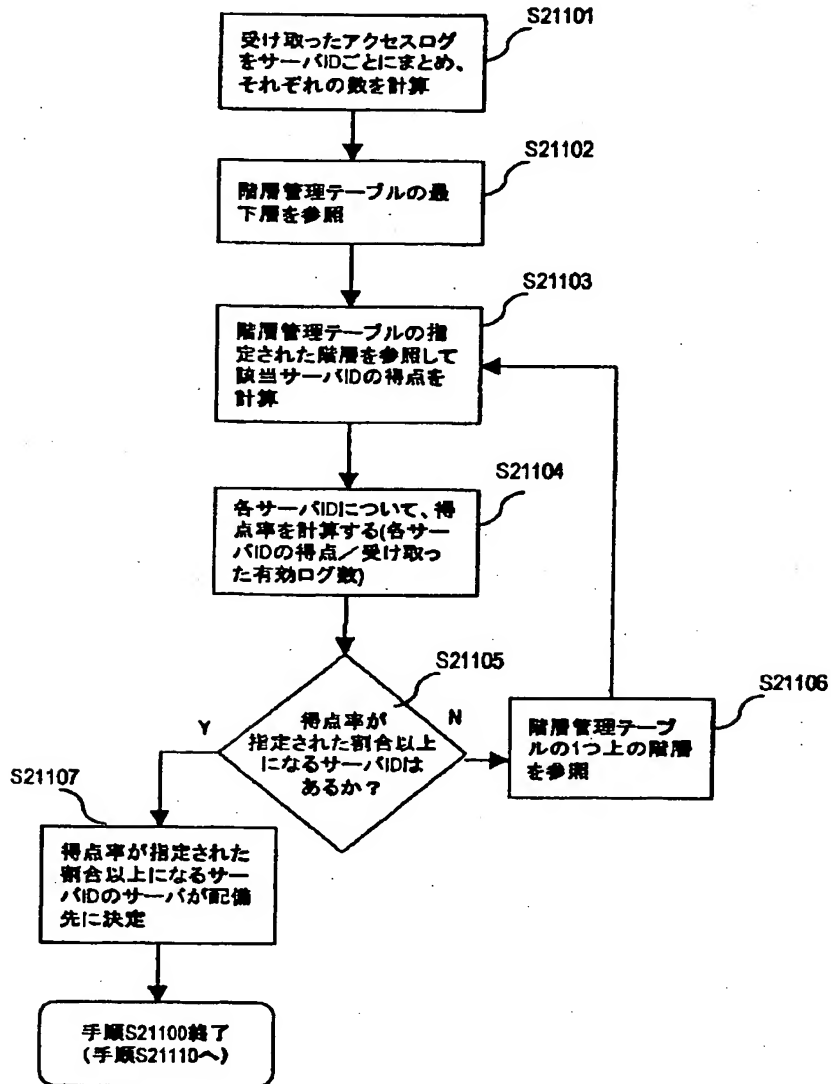 S21101
受け取ったアクセスログ
をサーバIDごとにまとめ、
それぞれの数を計算
S21102
階層管理テーブルの最
下層を参照
S21103
階層管理テーブルの指
定された階層を参照して
該当サーバIDの得点を
計算
S21104
各サーバIDについて、得
点率を計算する(各サー
バIDの得点／受け取っ
た有効ログ数)
S21105
得点率が
指定された割合以上
になるサーバIDは
あるか？
Y
N
S21106
階層管理テーブ
ルの1つ上の階層
を参照
S21107
得点率が指定された
割合以上になるサー
バIDのサーバが配備
先に決定
手順S21100終了
(手順S21110へ)